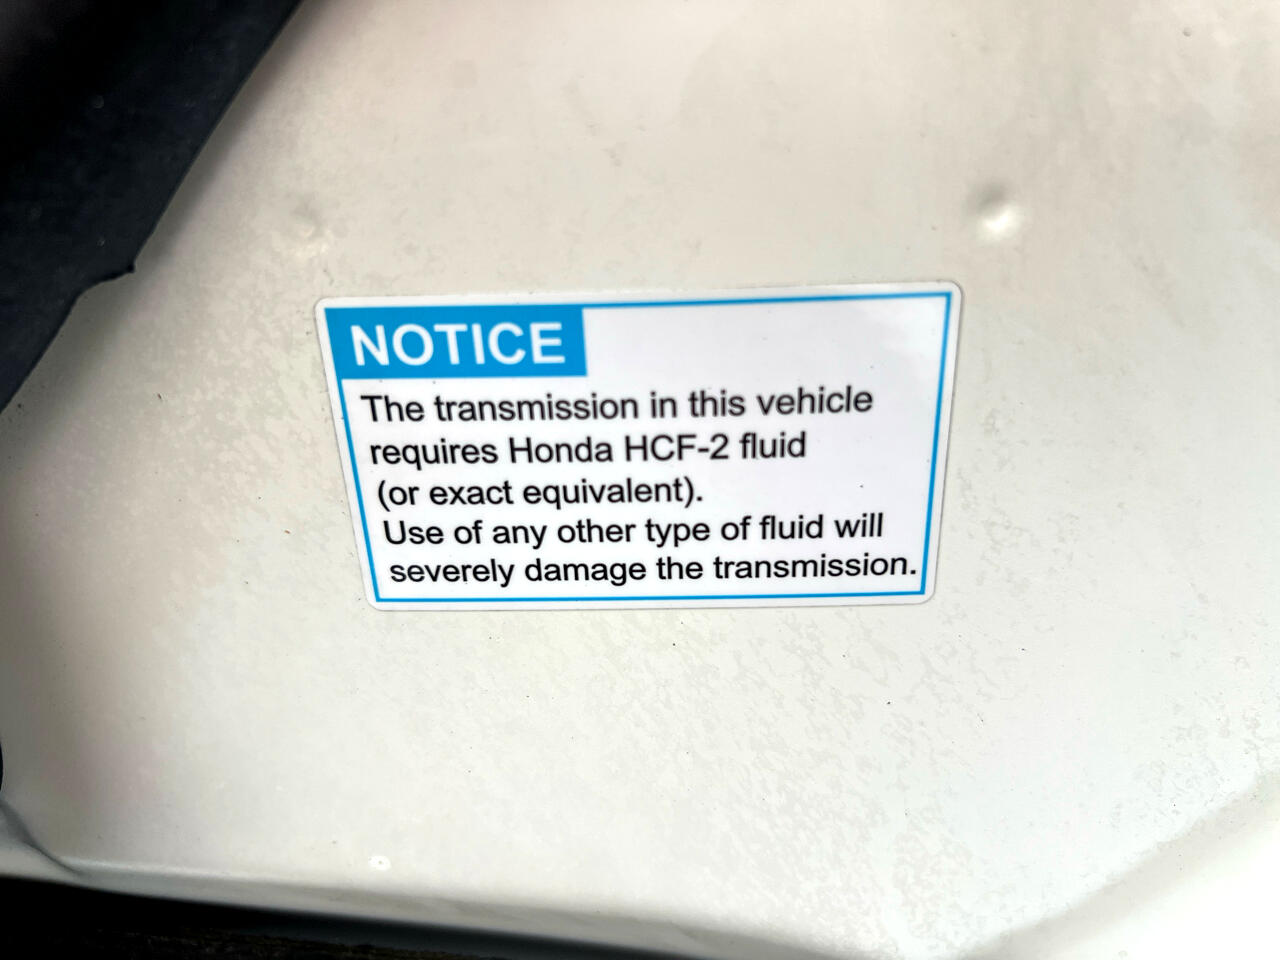 NOTICE
The transmission in this vehicle
requires Honda HCF-2 fluid
(or exact equivalent).
Use of any other type of fluid will
severely damage the transmission.